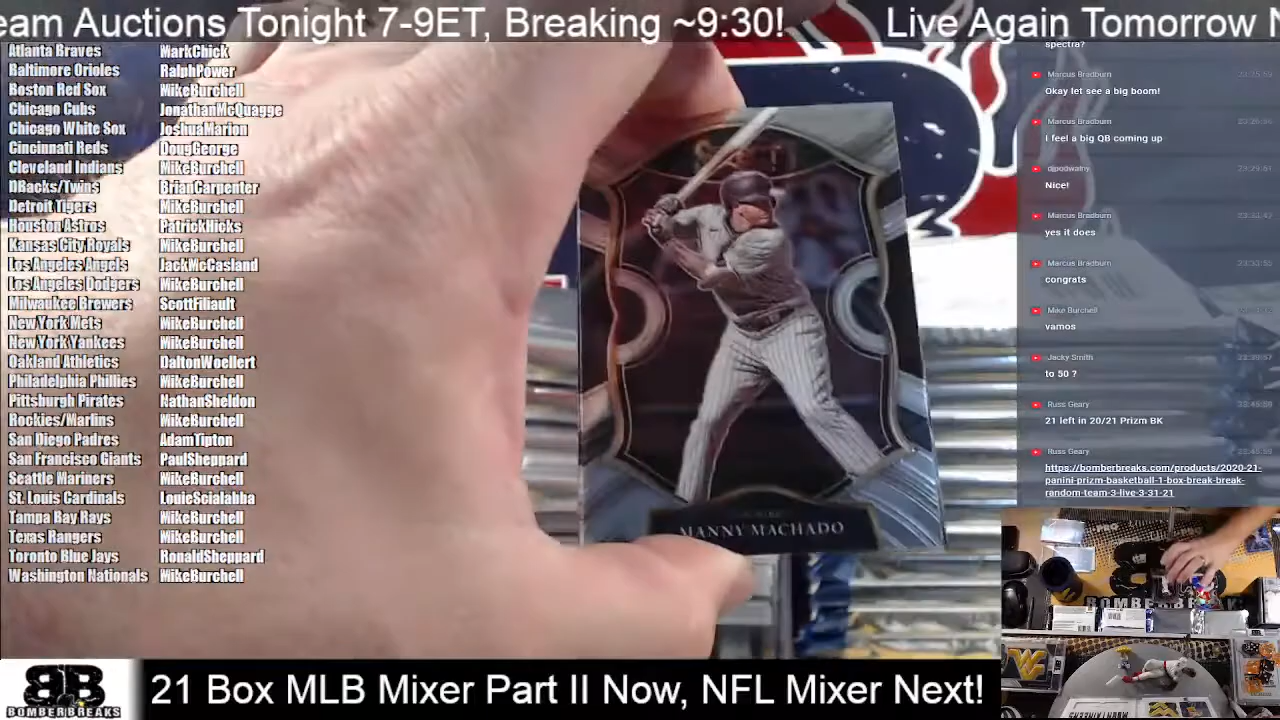 eam Auctions Tonight 7-9ET, Breaking ~9:30!
Live Again Tomorrow N
Atlanta Braves MarkChick
Baltimore Orioles RalphPower
Boston Red Sox MikeBurchell
Chicago Cubs JonathanMcQuagge
Chicago White Sox JoshuaMarion
Cincinnati Reds DougGeorge
Cleveland Indians MikeBurchell
DBacks/Twins BrianCarpenter
Detroit Tigers MikeBurchell
Houston Astros PatrickHicks
Kansas City Royals MikeBurchell
Los Angeles Angels JackMcCasland
Los Angeles Dodgers MikeBurchell
Milwaukee Brewers ScottFiliault
New York Mets MikeBurchell
New York Yankees MikeBurchell
Oakland Athletics DaltonWoellert
Philadelphia Phillies MikeBurchell
Pittsburgh Pirates NathanSheldon
Rockies/Marlins MikeBurchell
San Diego Padres AdamTipton
San Francisco Giants PaulSheppard
Seattle Mariners MikeBurchell
St. Louis Cardinals LouieScialabba
Tampa Bay Rays MikeBurchell
Texas Rangers MikeBurchell
Toronto Blue Jays RonaldSheppard
Washington Nationals MikeBurchell
MANNY MACHADO
spectra?
Marcus Bradburn
Okay let see a big boom!
Marcus Bradburn
I feel a big QB coming up
Nice!
Marcus Bradburn
yes it does
Marcus Bradburn
congrats
Mike Burchell
vamos
Jacky Smith
to 50 ?
Russ Geary
21 left in 20/21 Prizm BK
Russ Geary
https://bomberbreaks.com/products/2020-21-
panini-prizm-basketball-1-box-break-break-
random-team-3-live-3-31-21
BOMBERBREAK
BOMBERBREAKS
21 Box MLB Mixer Part II Now, NFL Mixer Next!